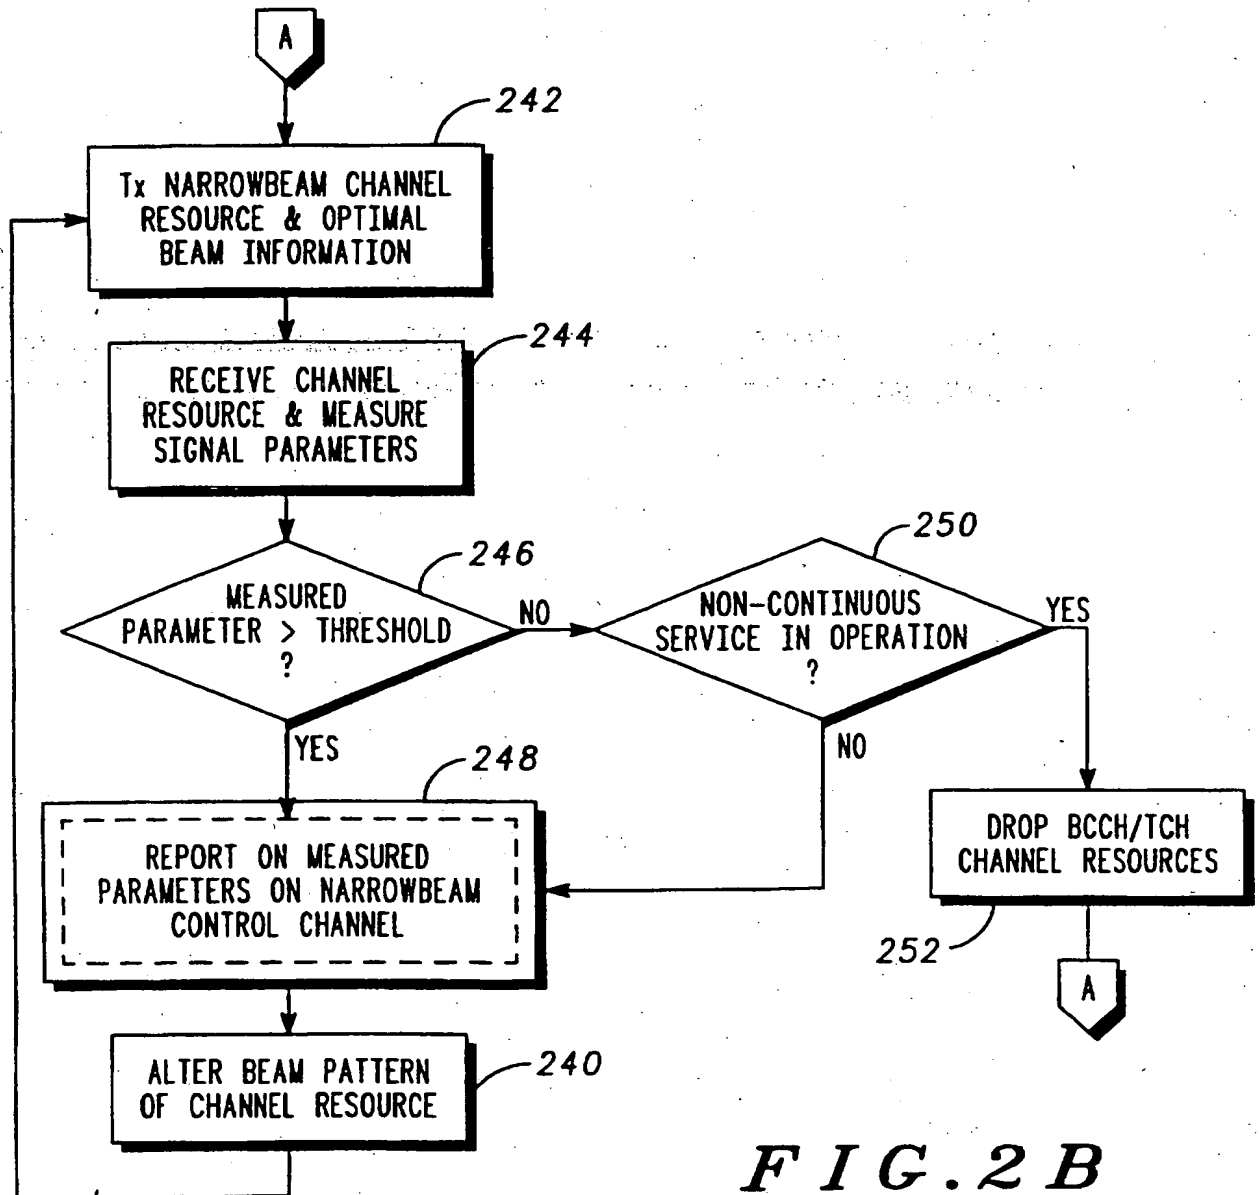 A
242
Tx NARROWBEAM CHANNEL
RESOURCE & OPTIMAL
BEAM INFORMATION
244
RECEIVE CHANNEL
RESOURCE & MEASURE
SIGNAL PARAMETERS
246
MEASURED
PARAMETER > THRESHOLD
?
NO
YES
250
NON-CONTINUOUS
SERVICE IN OPERATION
?
YES
NO
248
REPORT ON MEASURED
PARAMETERS ON NARROWBEAM
CONTROL CHANNEL
DROP BCCH/TCH
CHANNEL RESOURCES
252
A
ALTER BEAM PATTERN
OF CHANNEL RESOURCE
240
FIG.2B